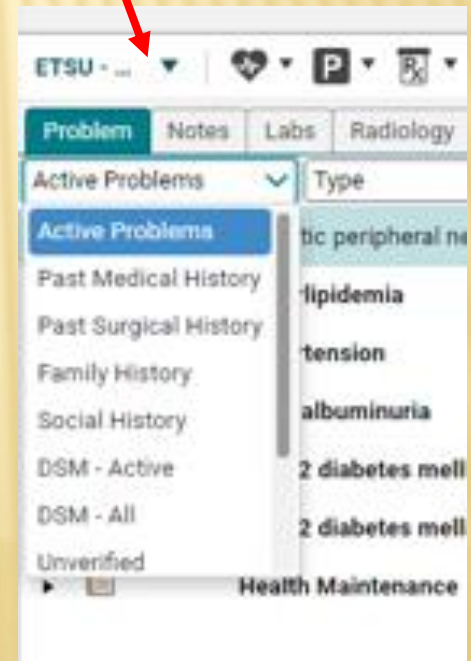 ETSU - ...
P Rx
Problem Notes Labs Radiology
Active Problems Type
Active Problems tic peripheral ne
Past Medical History lipidemia
Past Surgical History tension
Family History albuminuria
Social History
DSM - Active 2 diabetes mell
DSM - All 2 diabetes mell
Unverified
Health Maintenance